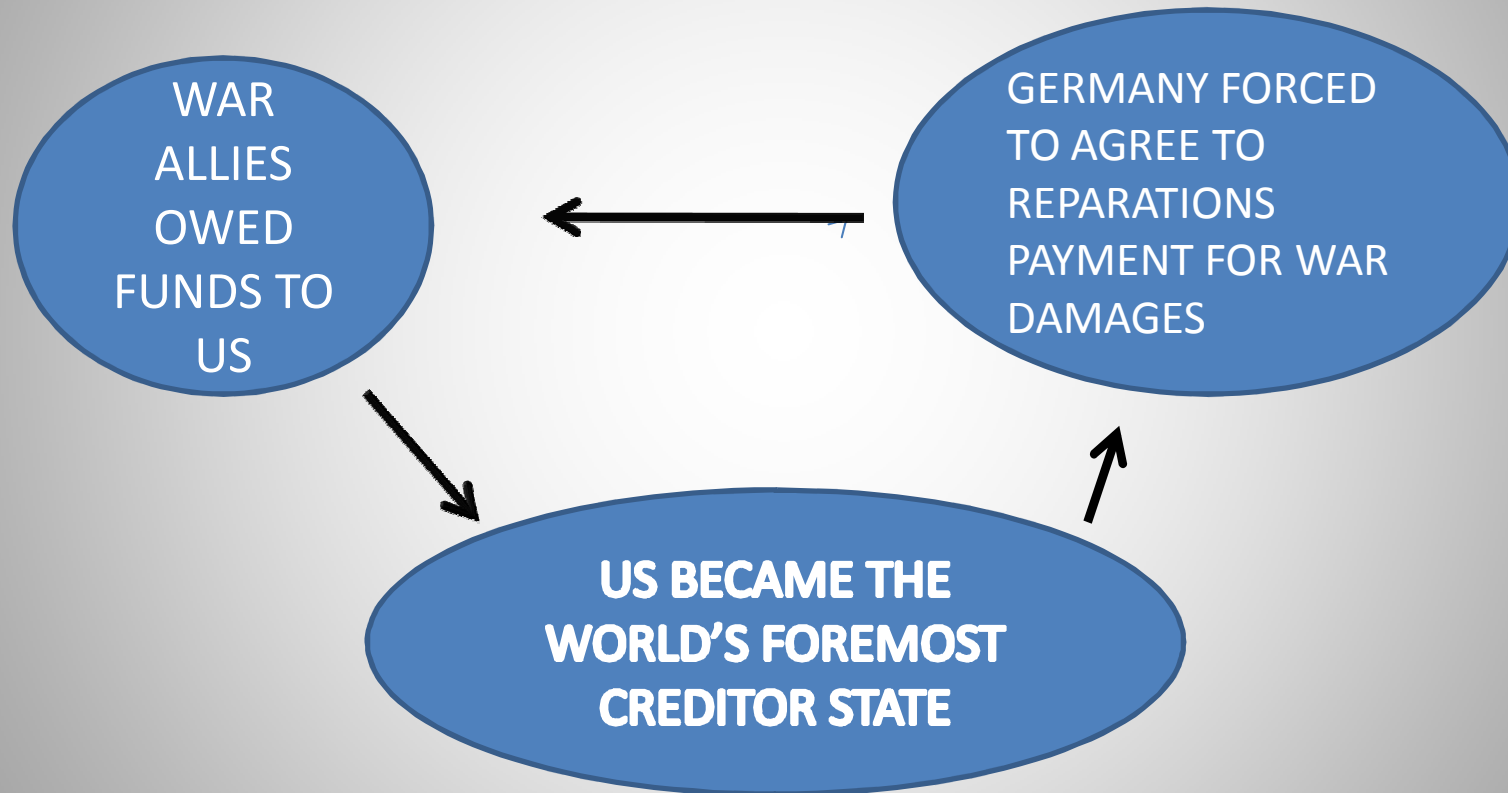 WAR
ALLIES
OWED
FUNDS TO
US
GERMANY FORCED
TO AGREE TO
REPARATIONS
PAYMENT FOR WAR
DAMAGES
US BECAME THE
WORLD’S FOREMOST
CREDITOR STATE